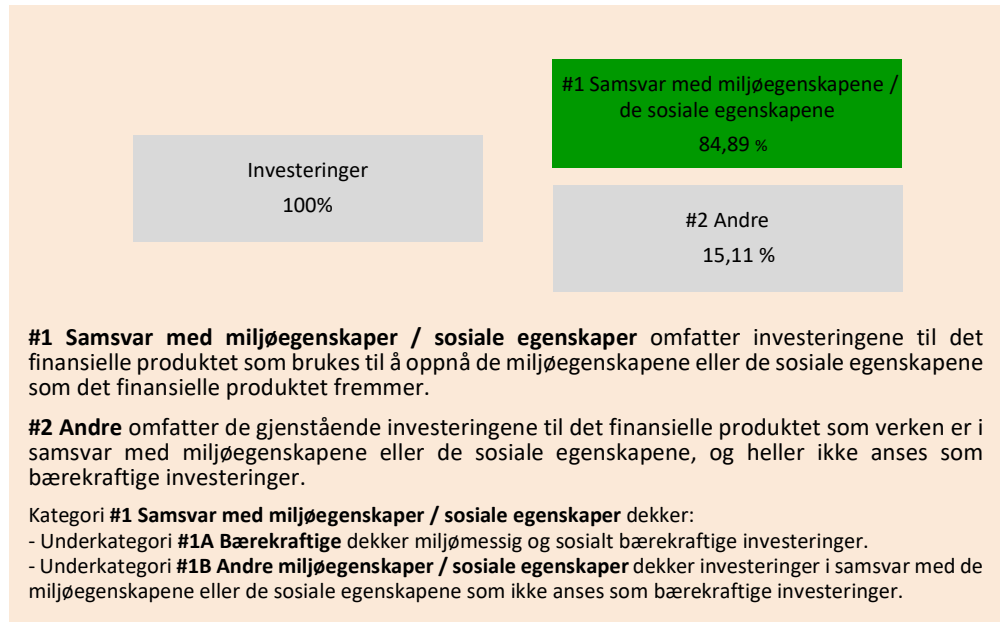 #1 Samsvar med miljøegenskapene /
de sosiale egenskapene
84,89 %
Investeringer
100%
#2 Andre
15,11 %
#1 Samsvar med miljøegenskaper / sosiale egenskaper omfatter investeringene til det
finansielle produktet som brukes til å oppnå de miljøegenskapene eller de sosiale egenskapene
som det finansielle produktet fremmer.
#2 Andre omfatter de gjenstående investeringene til det finansielle produktet som verken er i
samsvar med miljøegenskapene eller de sosiale egenskapene, og heller ikke anses som
bærekraftige investeringer.
Kategori #1 Samsvar med miljøegenskaper / sosiale egenskaper dekker:
- Underkategori #1A Bærekraftige dekker miljømessig og sosialt bærekraftige investeringer.
- Underkategori #1B Andre miljøegenskaper / sosiale egenskaper dekker investeringer i samsvar med de
miljøegenskapene eller de sosiale egenskapene som ikke anses som bærekraftige investeringer.